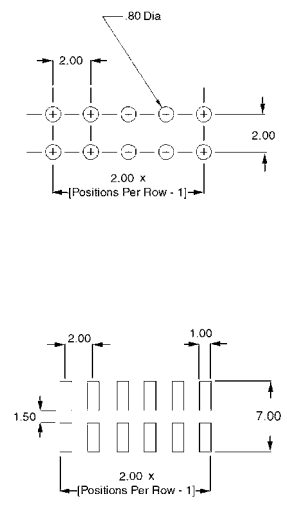 .80 Dia
2.00
2.00
2.00 x
[Positions Per Row - 1]
2.00
1.00
1.50
7.00
2.00 x
[Positions Per Row - 1]